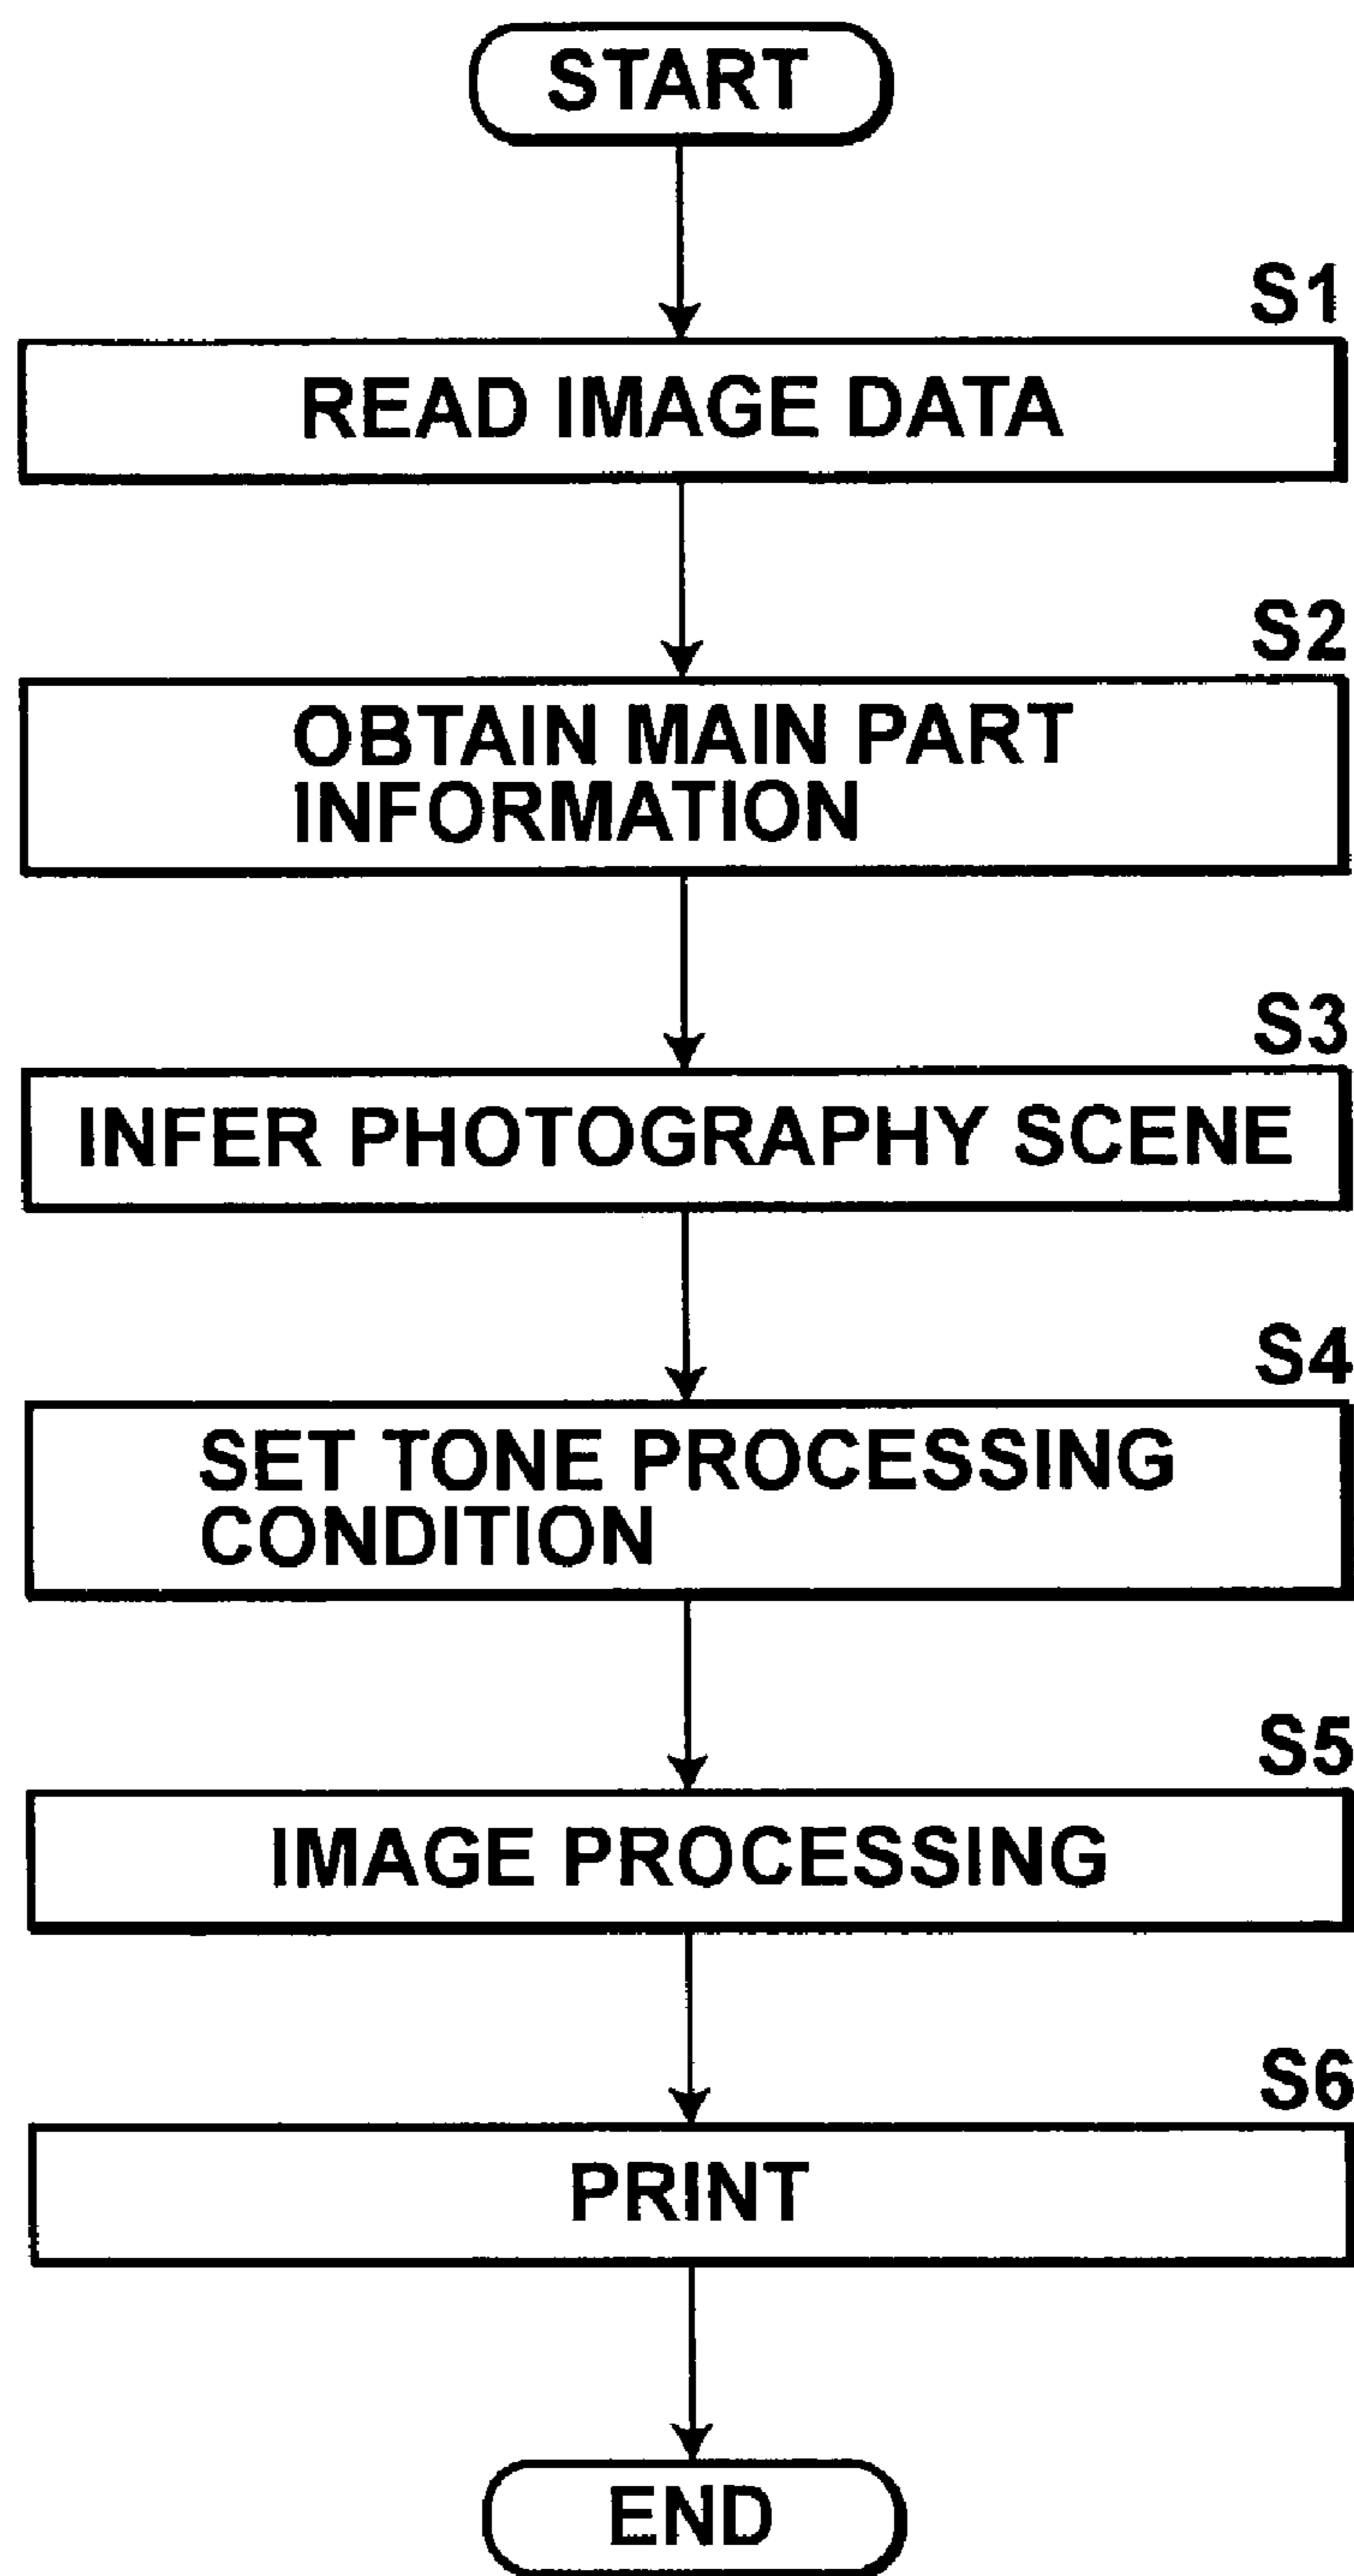 START
S1
READ IMAGE DATA
S2
OBTAIN MAIN PART
INFORMATION
S3
INFER PHOTOGRAPHY SCENE
S4
SET TONE PROCESSING
CONDITION
S5
IMAGE PROCESSING
S6
PRINT
END